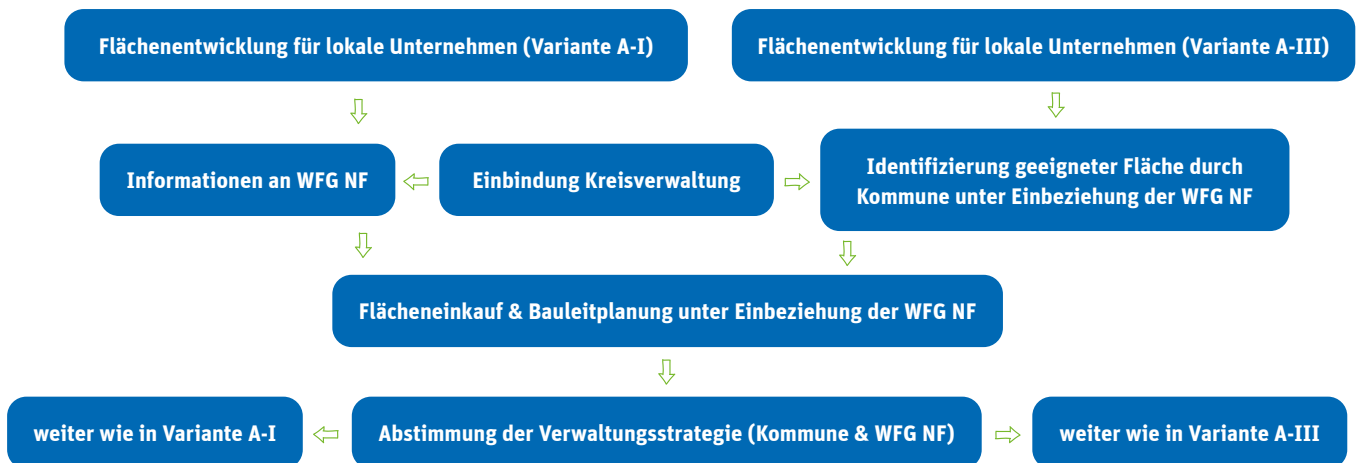 Flächenentwicklung für lokale Unternehmen (Variante A-I)
Flächenentwicklung für lokale Unternehmen (Variante A-III)
Informationen an WFG NF
Einbindung Kreisverwaltung
Identifizierung geeigneter Fläche durch
Kommune unter Einbeziehung der WFG NF
Flächeneinkauf & Bauleitplanung unter Einbeziehung der WFG NF
weiter wie in Variante A-I
Abstimmung der Verwaltungsstrategie (Kommune & WFG NF)
weiter wie in Variante A-III